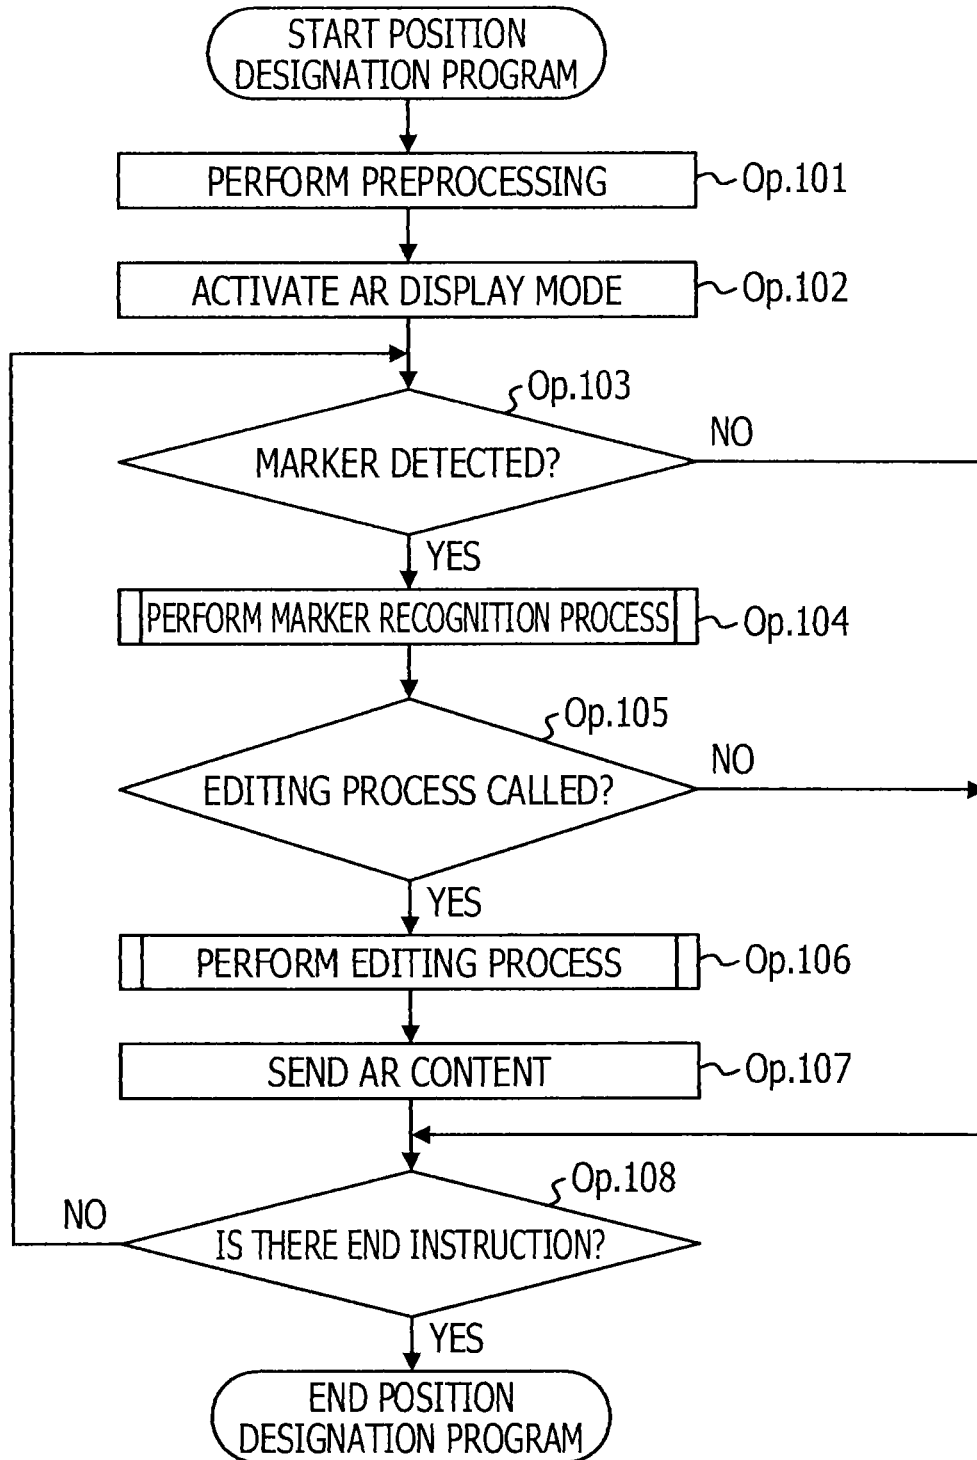 START POSITION
DESIGNATION PROGRAM
PERFORM PREPROCESSING
Op.101
ACTIVATE AR DISPLAY MODE
Op.102
Op.103
MARKER DETECTED?
NO
YES
PERFORM MARKER RECOGNITION PROCESS
Op.104
Op.105
EDITING PROCESS CALLED?
NO
YES
PERFORM EDITING PROCESS
Op.106
SEND AR CONTENT
Op.107
Op.108
IS THERE END INSTRUCTION?
NO
YES
END POSITION
DESIGNATION PROGRAM